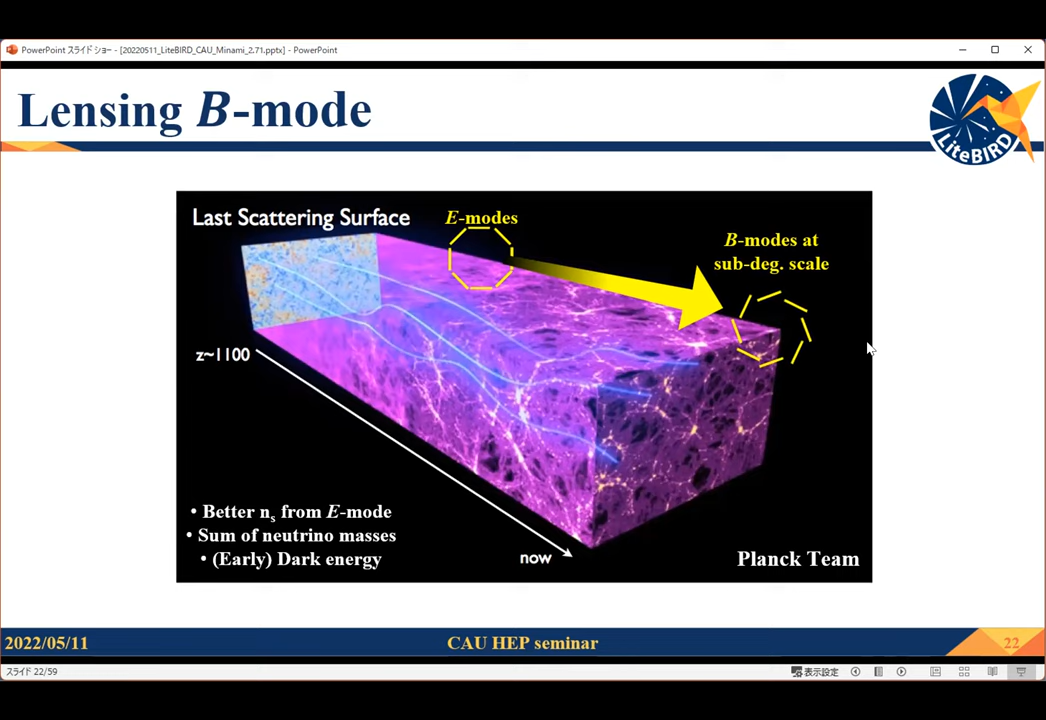 PowerPoint スライド ショー - [20220511_LiteBIRD_CAU_Minami_2.71.pptx] - PowerPoint
Lensing B-mode
LiteBIRD
Last Scattering Surface
E-modes
B-modes at
sub-deg. scale
z~1100
• Better ns from E-mode
• Sum of neutrino masses
• (Early) Dark energy
now
Planck Team
2022/05/11
CAU HEP seminar
22
スライド 22/59
表示設定